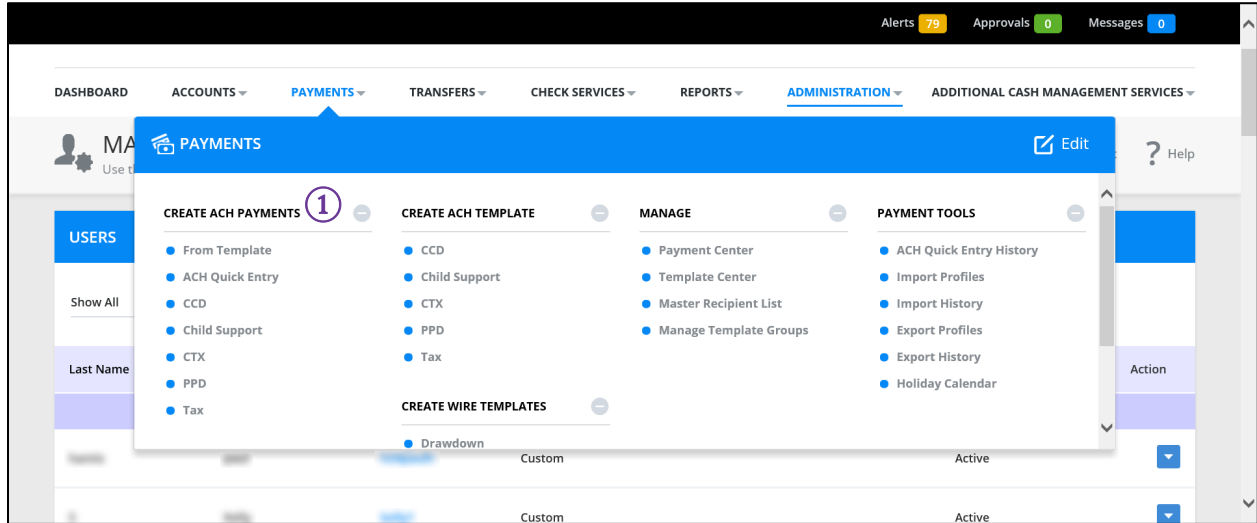 Alerts 79 Approvals 0 Messages 0
DASHBOARD ACCOUNTS PAYMENTS TRANSFERS CHECK SERVICES REPORTS ADMINISTRATION ADDITIONAL CASH MANAGEMENT SERVICES
MA
Use t
PAYMENTS
Edit
? Help
CREATE ACH PAYMENTS
1
From Template
ACH Quick Entry
CCD
Child Support
CTX
PPD
Tax
CREATE ACH TEMPLATE
CCD
Child Support
CTX
PPD
Tax
CREATE WIRE TEMPLATES
Drawdown
MANAGE
Payment Center
Template Center
Master Recipient List
Manage Template Groups
PAYMENT TOOLS
ACH Quick Entry History
Import Profiles
Import History
Export Profiles
Export History
Holiday Calendar
USERS
Show All
Last Name
Action
Custom Active
Custom Active